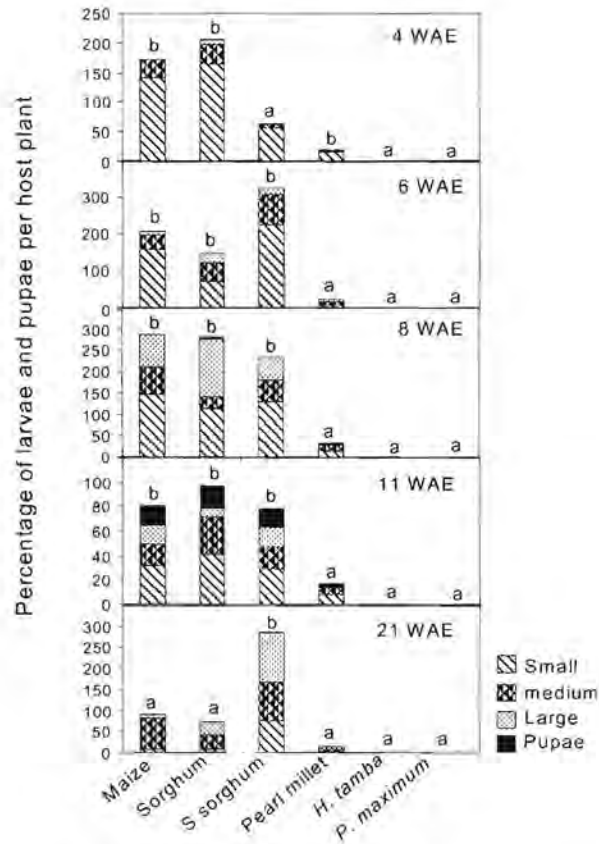 Percentage of larvae and pupae per host plant
250
200
150
100
50
0
4 WAE
b
b
a
b
a
a
300
200
100
0
6 WAE
b
b
b
a
a
a
300
250
200
150
100
50
0
8 WAE
b
b
b
a
a
a
100
80
60
40
20
0
11 WAE
b
b
b
a
a
a
300
250
200
150
100
50
0
21 WAE
a
a
b
a
a
a
Maize
Sorghum
S sorghum
Pearl millet
H. tamba
P. maximum
Small
medium
Large
Pupae